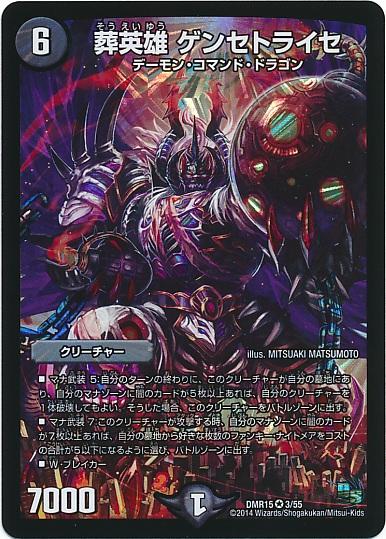 6
そうえいゆう
葬英雄 ゲンセトライセ
デーモン・コマンド・ドラゴン
クリーチャー
illus. MITSUAKI MATSUMOTO
■マナ武装 5:自分のターンの終わりに、このクリーチャーが自分の墓地にあ
り、自分のマナゾーンに闇のカードが5枚以上あれば、自分のクリーチャーを
1体破壊してもよい。そうした場合、このクリーチャーをバトルゾーンに出す。
■マナ武装 7:このクリーチャーが攻撃する時、自分のマナゾーンに闇のカード
が7枚以上あれば、自分の墓地から好きな枚数のファンキー・ナイトメアをコスト
の合計が5以下になるように選び、バトルゾーンに出す。
■W・ブレイカー
7000
1
DMR15 3/55
©2014 Wizards/Shogakukan/Mitsui-Kids